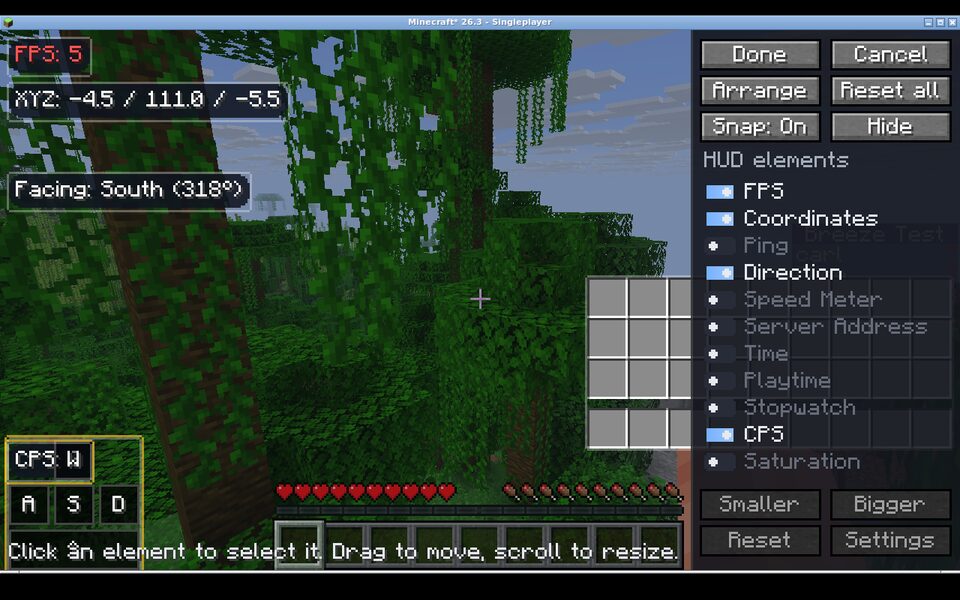 Minecraft* 26.3 - Singleplayer
FPS: 5
XYZ: -4.5 / 111.0 / -5.5
Facing: South (318°)
Done
Cancel
Arrange
Reset all
Snap: On
Hide
HUD elements
FPS
Coordinates
Ping
Direction
Speed Meter
Server Address
Time
Playtime
Stopwatch
CPS
Saturation
Smaller
Bigger
Reset
Settings
Breeze Test
CPS
W
A
S
D
Click an element to select it. Drag to move, scroll to resize.